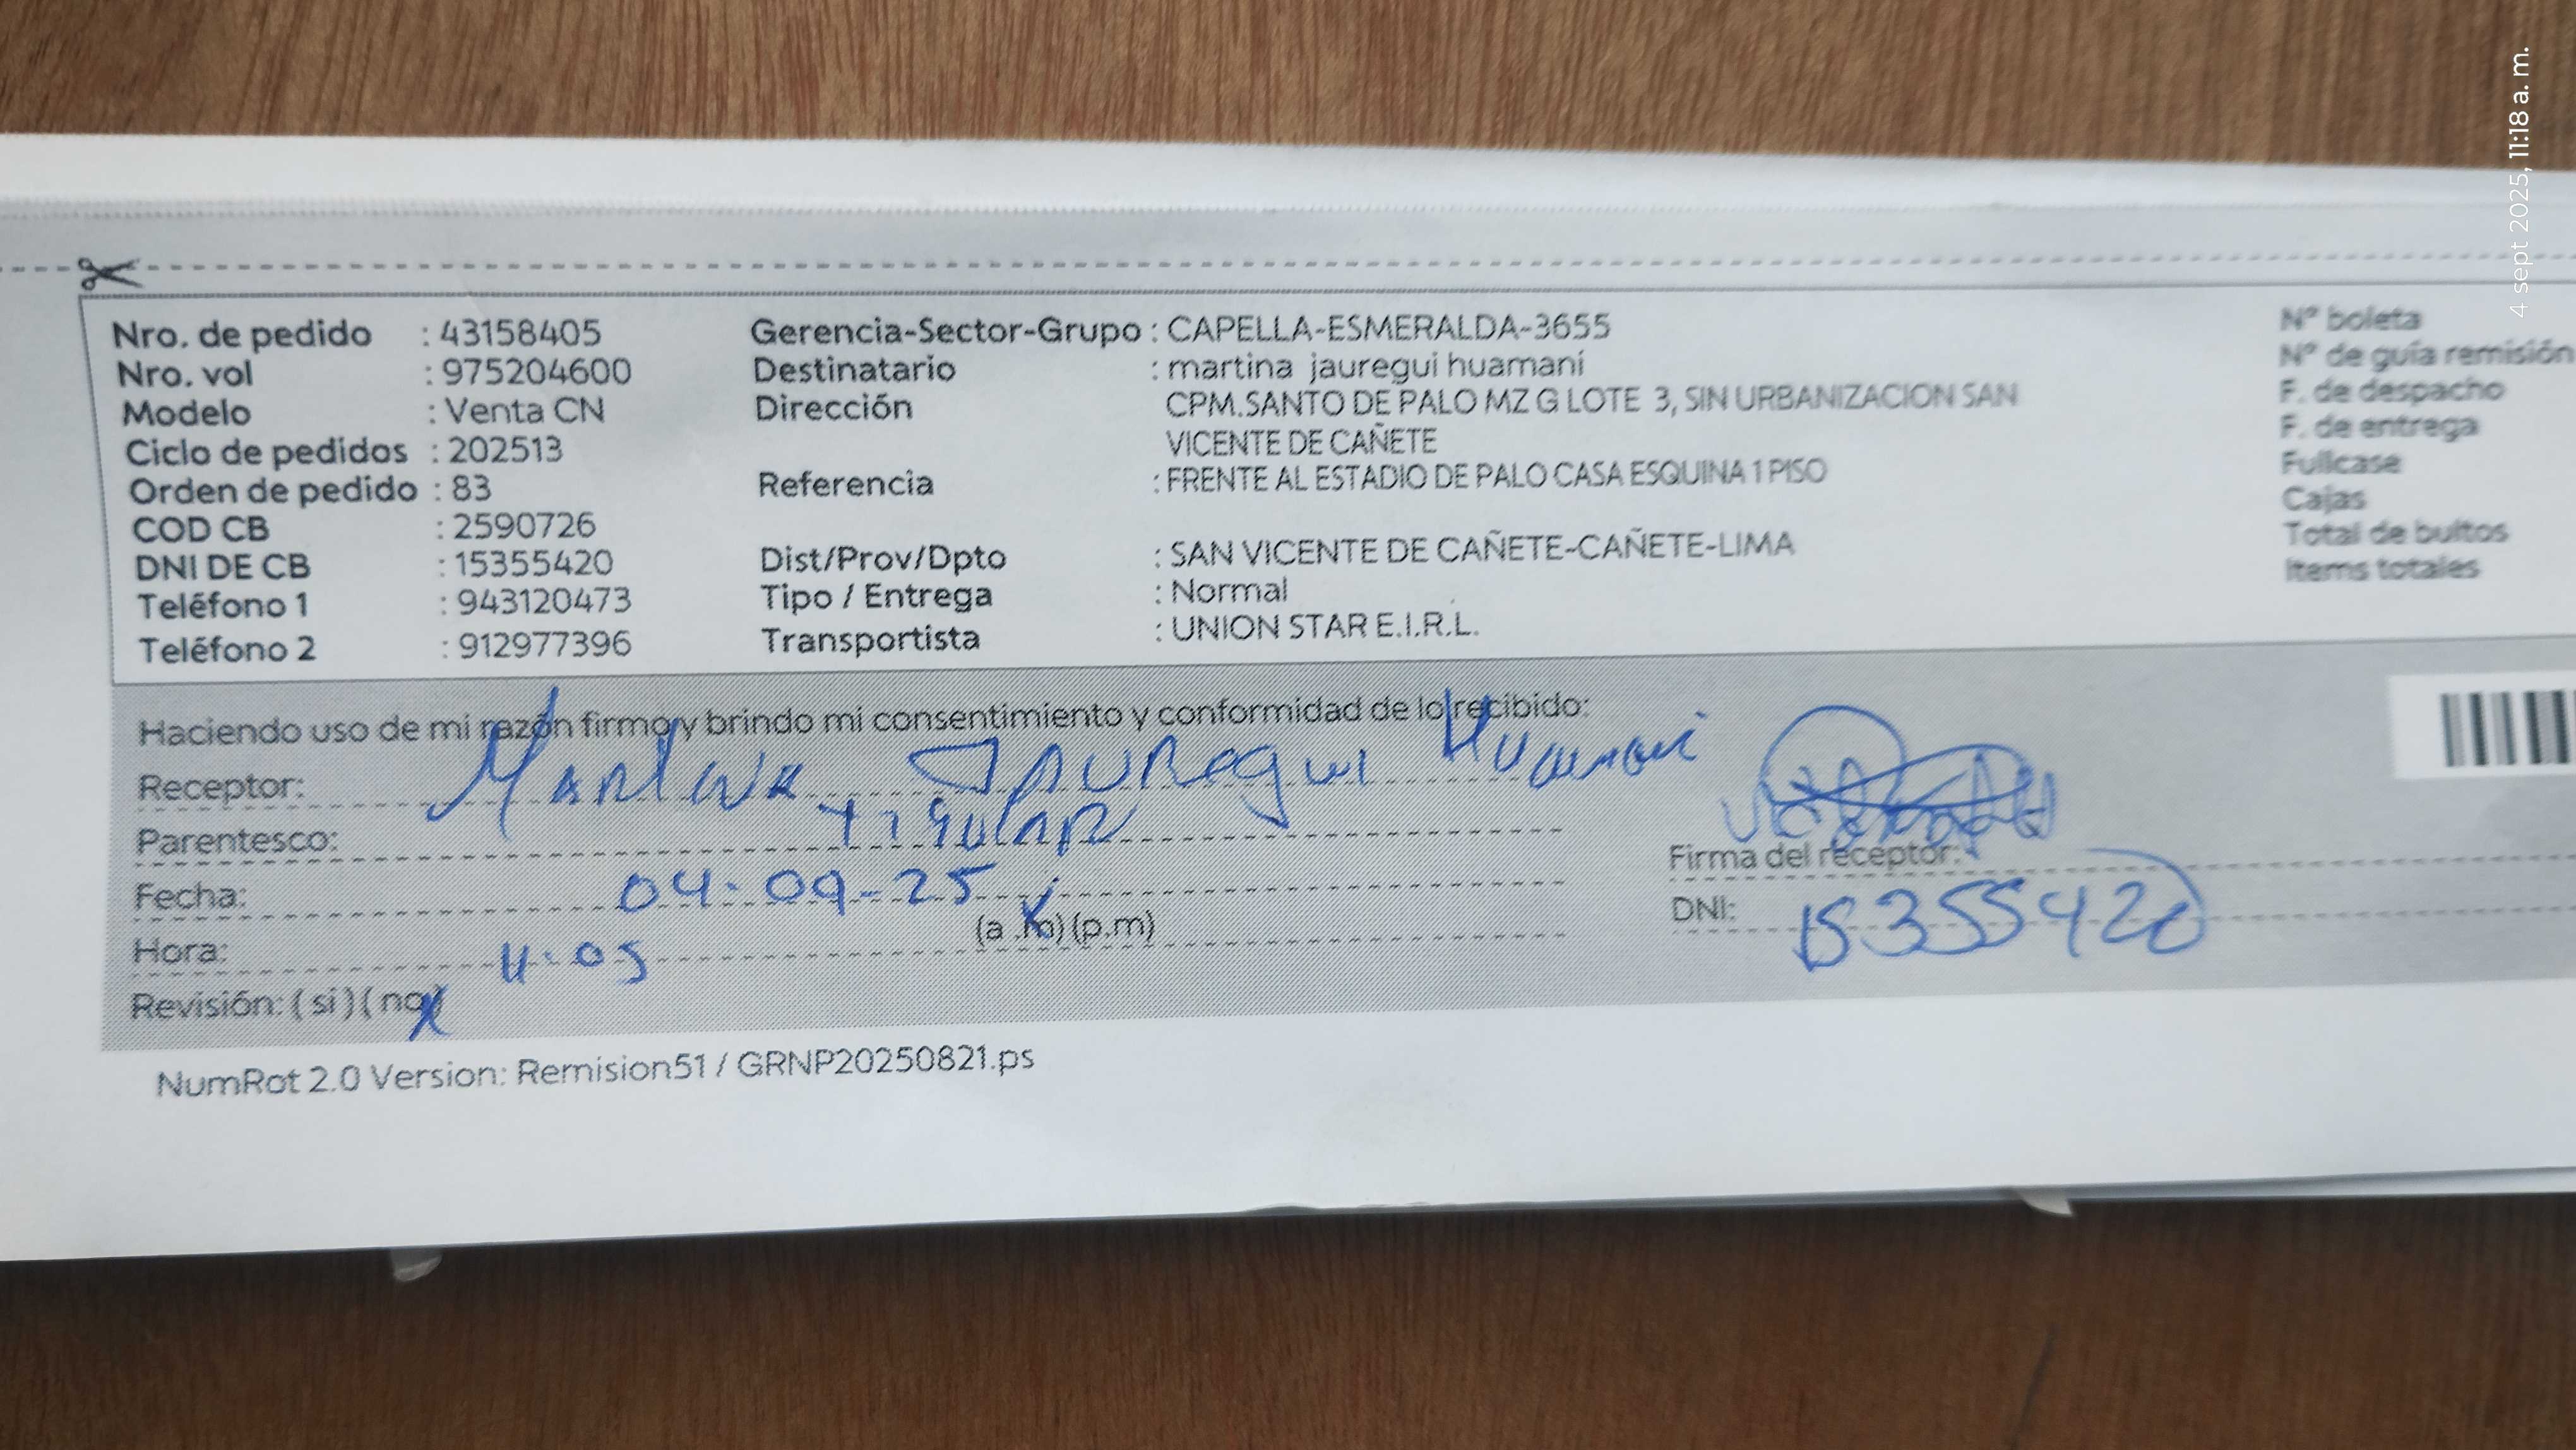 4 sept 2025, 11:18 a. m.
Nro. de pedido : 43158405
Nro. vol : 975204600
Modelo : Venta CN
Ciclo de pedidos : 202513
Orden de pedido : 83
COD CB : 2590726
DNI DE CB : 15355420
Teléfono 1 : 943120473
Teléfono 2 : 912977396
Gerencia-Sector-Grupo : CAPELLA-ESMERALDA-3655
Destinatario : martina jauregui huamani
Dirección CPM.SANTO DE PALO MZ G LOTE 3, SIN URBANIZACION SAN
VICENTE DE CAÑETE
Referencia : FRENTE AL ESTADIO DE PALO CASA ESQUINA 1 PISO
Dist/Prov/Dpto : SAN VICENTE DE CAÑETE-CAÑETE-LIMA
Tipo / Entrega : Normal
Transportista : UNION STAR E.I.R.L.
Nº boleta
Nº de guía remisión
F. de despacho
F. de entrega
Fullcase
Cajas
Total de bultos
Items totales
Haciendo uso de mi razón firmo y brindo mi consentimiento y conformidad de lo recibido:
Receptor: Martina Jauregui Huamani
Parentesco: titular
Fecha: 04-09-25
Hora: 11:05 (a .m) (p.m)
Revisión: ( si ) ( no )
Firma del receptor:
DNI: 15355420
NumRot 2.0 Version: Remision51 / GRNP20250821.ps